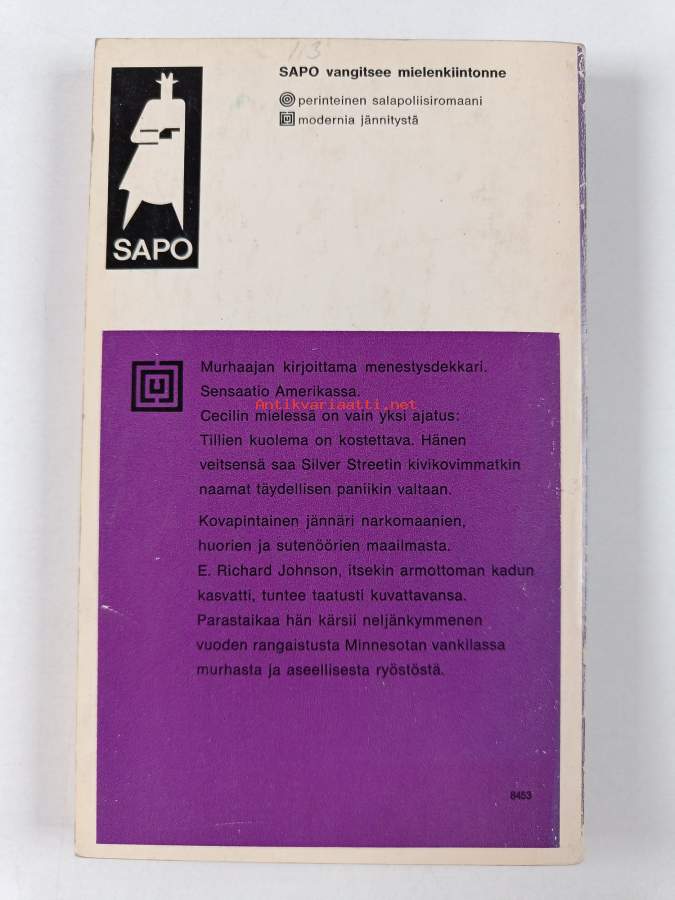 113
SAPO vangitsee mielenkiintonne
perinteinen salapoliisiromaani
modernia jännitystä
SAPO
Murhaajan kirjoittama menestysdekkari.
Sensaatio Amerikassa.
Antikvariaatti.net
Cecilin mielessä on vain yksi ajatus:
Tillien kuolema on kostettava. Hänen
veitsensä saa Silver Streetin kivikovimmatkin
naamat täydellisen paniikin valtaan.
Kovapintainen jännäri narkomaanien,
huorien ja sutenöörien maailmasta.
E. Richard Johnson, itsekin armottoman kadun
kasvatti, tuntee taatusti kuvattavansa.
Parastaikaa hän kärsii neljänkymmenen
vuoden rangaistusta Minnesotan vankilassa
murhasta ja aseellisesta ryöstöstä.
8453